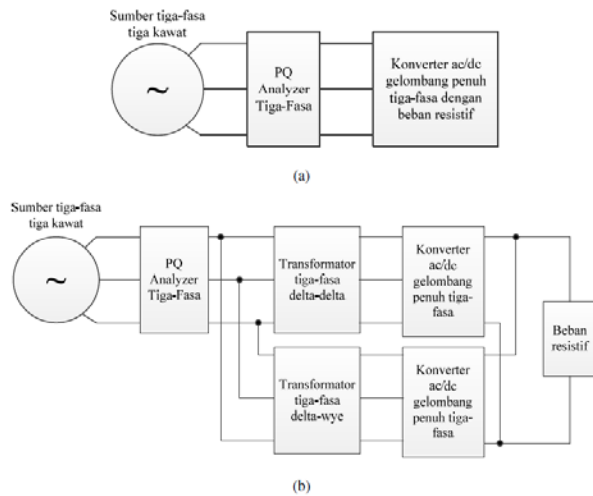 Sumber tiga-fasa
tiga kawat
~
PQ
Analyzer
Tiga-Fasa
Konverter ac/dc
gelombang penuh
tiga-fasa dengan
beban resistif
(a)
Sumber tiga-fasa
tiga kawat
~
PQ
Analyzer
Tiga-Fasa
Transformator
tiga-fasa
delta-delta
Konverter
ac/dc
gelombang
penuh tiga-
fasa
Beban
resistif
Transformator
tiga-fasa
delta-wye
Konverter
ac/dc
gelombang
penuh tiga-
fasa
(b)